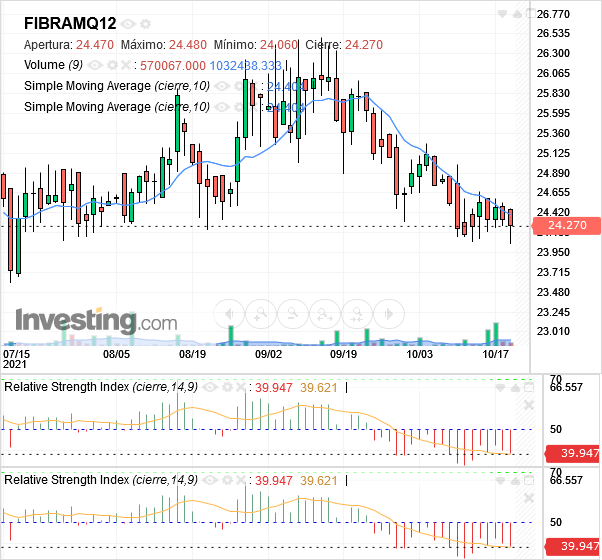 FIBRAMQ12
Apertura: 24.470 Máximo: 24.480 Mínimo: 24.060 Cierre: 24.270
Volume (9) : 570067.000 1032438.333
Simple Moving Average (cierre,10) : 24.404
Simple Moving Average (cierre,10) : 24.404
26.770
26.535
26.300
26.065
25.830
25.595
25.360
25.125
24.890
24.655
24.420
24.270
23.950
23.715
23.480
23.245
23.010
Investing.com
07/15 08/05 08/19 09/02 09/19 10/03 10/17
2021
Relative Strength Index (cierre,14,9) : 39.947 39.621
70
66.557
50
39.947
Relative Strength Index (cierre,14,9) : 39.947 39.621
70
66.557
50
39.947